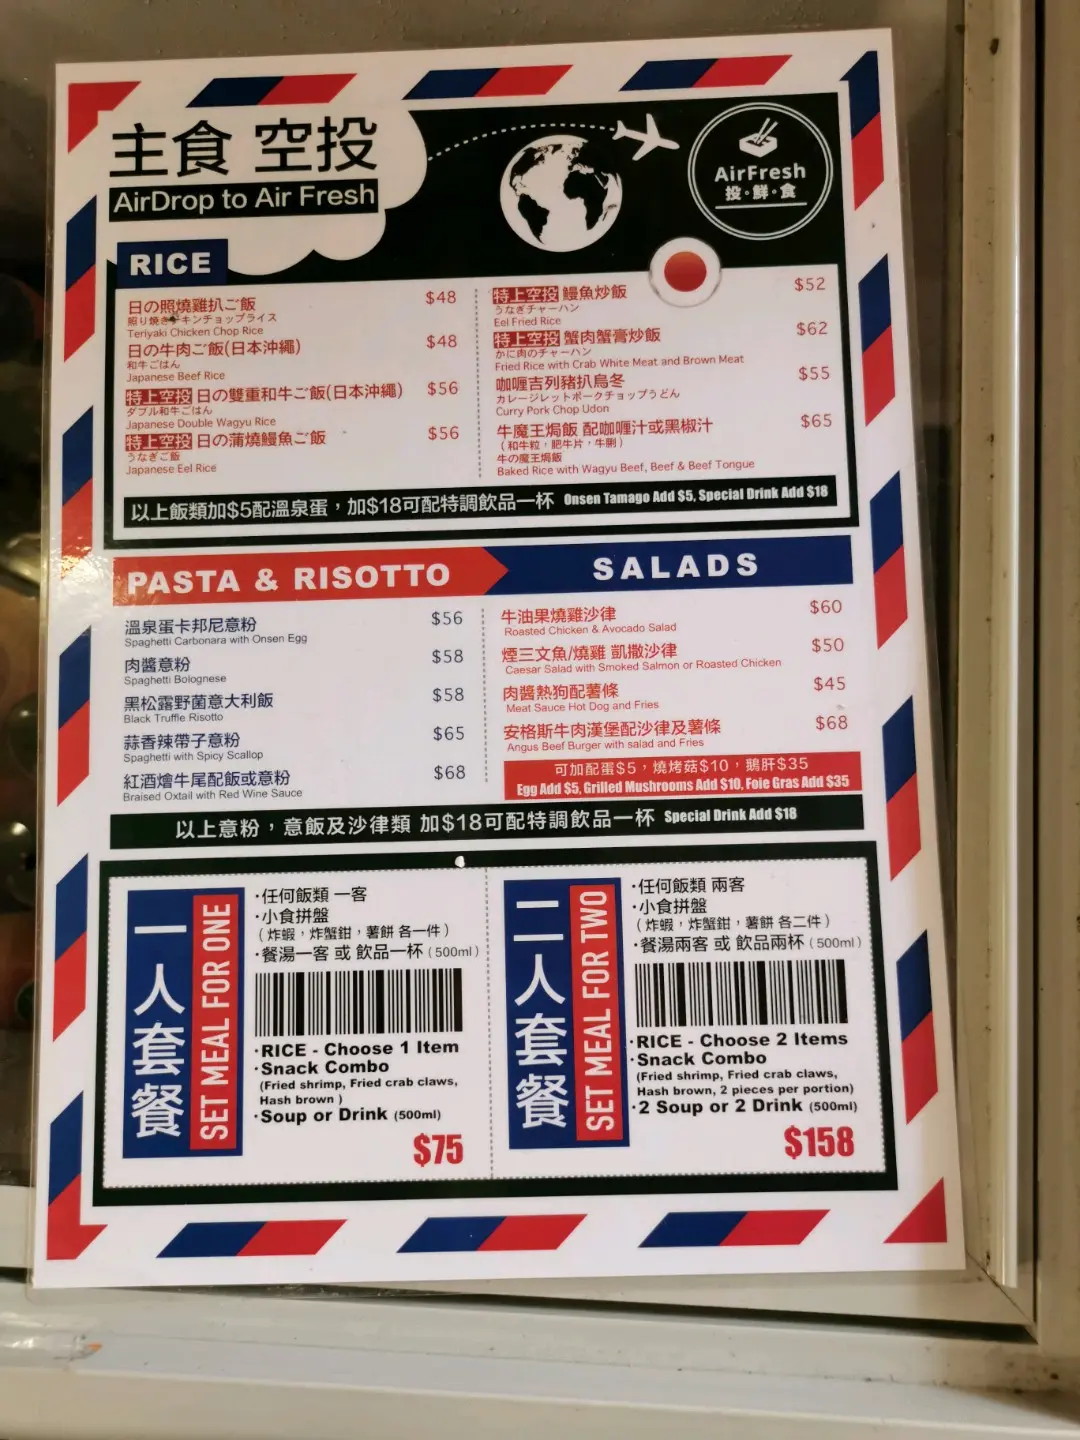 主食 空投
AirDrop to Air Fresh
AirFresh
投·鮮·食
RICE
日の照燒雞扒ご飯 $48
照り焼きチキンチョップライス
Teriyaki Chicken Chop Rice
日の牛肉ご飯(日本沖繩) $48
和牛ごはん
Japanese Beef Rice
特上空投 日の雙重和牛ご飯(日本沖繩) $56
ダブル和牛ごはん
Japanese Double Wagyu Rice
特上空投 日の蒲燒鰻魚ご飯 $56
うなぎご飯
Japanese Eel Rice
特上空投 鰻魚炒飯 $52
うなぎチャーハン
Eel Fried Rice
特上空投 蟹肉蟹膏炒飯 $62
かに肉のチャーハン
Fried Rice with Crab White Meat and Brown Meat
咖喱吉列豬扒烏冬 $55
カレージレットポークチョップうどん
Curry Pork Chop Udon
牛魔王焗飯 配咖喱汁或黑椒汁 $65
(和牛粒,肥牛片,牛脷)
牛の魔王焗飯
Baked Rice with Wagyu Beef, Beef & Beef Tongue
以上飯類加$5配溫泉蛋,加$18可配特調飲品一杯 Onsen Tamago Add $5, Special Drink Add $18
PASTA & RISOTTO
溫泉蛋卡邦尼意粉 $56
Spaghetti Carbonara with Onsen Egg
肉醬意粉 $58
Spaghetti Bolognese
黑松露野菌意大利飯 $58
Black Truffle Risotto
蒜香辣帶子意粉 $65
Spaghetti with Spicy Scallop
紅酒燴牛尾配飯或意粉 $68
Braised Oxtail with Red Wine Sauce
SALADS
牛油果燒雞沙律 $60
Roasted Chicken & Avocado Salad
煙三文魚/燒雞 凱撒沙律 $50
Caesar Salad with Smoked Salmon or Roasted Chicken
肉醬熱狗配薯條 $45
Meat Sauce Hot Dog and Fries
安格斯牛肉漢堡配沙律及薯條 $68
Angus Beef Burger with salad and Fries
可加配蛋$5,燒烤菇$10,鵝肝$35
Egg Add $5, Grilled Mushrooms Add $10, Foie Gras Add $35
以上意粉,意飯及沙律類 加$18可配特調飲品一杯 Special Drink Add $18
一人套餐
SET MEAL FOR ONE
·任何飯類 一客
·小食拼盤
(炸蝦,炸蟹鉗,薯餅 各一件)
·餐湯一客 或 飲品一杯(500ml)
·RICE - Choose 1 Item
·Snack Combo
(Fried shrimp, Fried crab claws,
Hash brown )
·Soup or Drink (500ml)
$75
二人套餐
SET MEAL FOR TWO
·任何飯類 兩客
·小食拼盤
(炸蝦,炸蟹鉗,薯餅 各二件)
·餐湯兩客 或 飲品兩杯(500ml)
·RICE - Choose 2 Items
·Snack Combo
(Fried shrimp, Fried crab claws,
Hash brown, 2 pieces per portion)
·2 Soup or 2 Drink (500ml)
$158